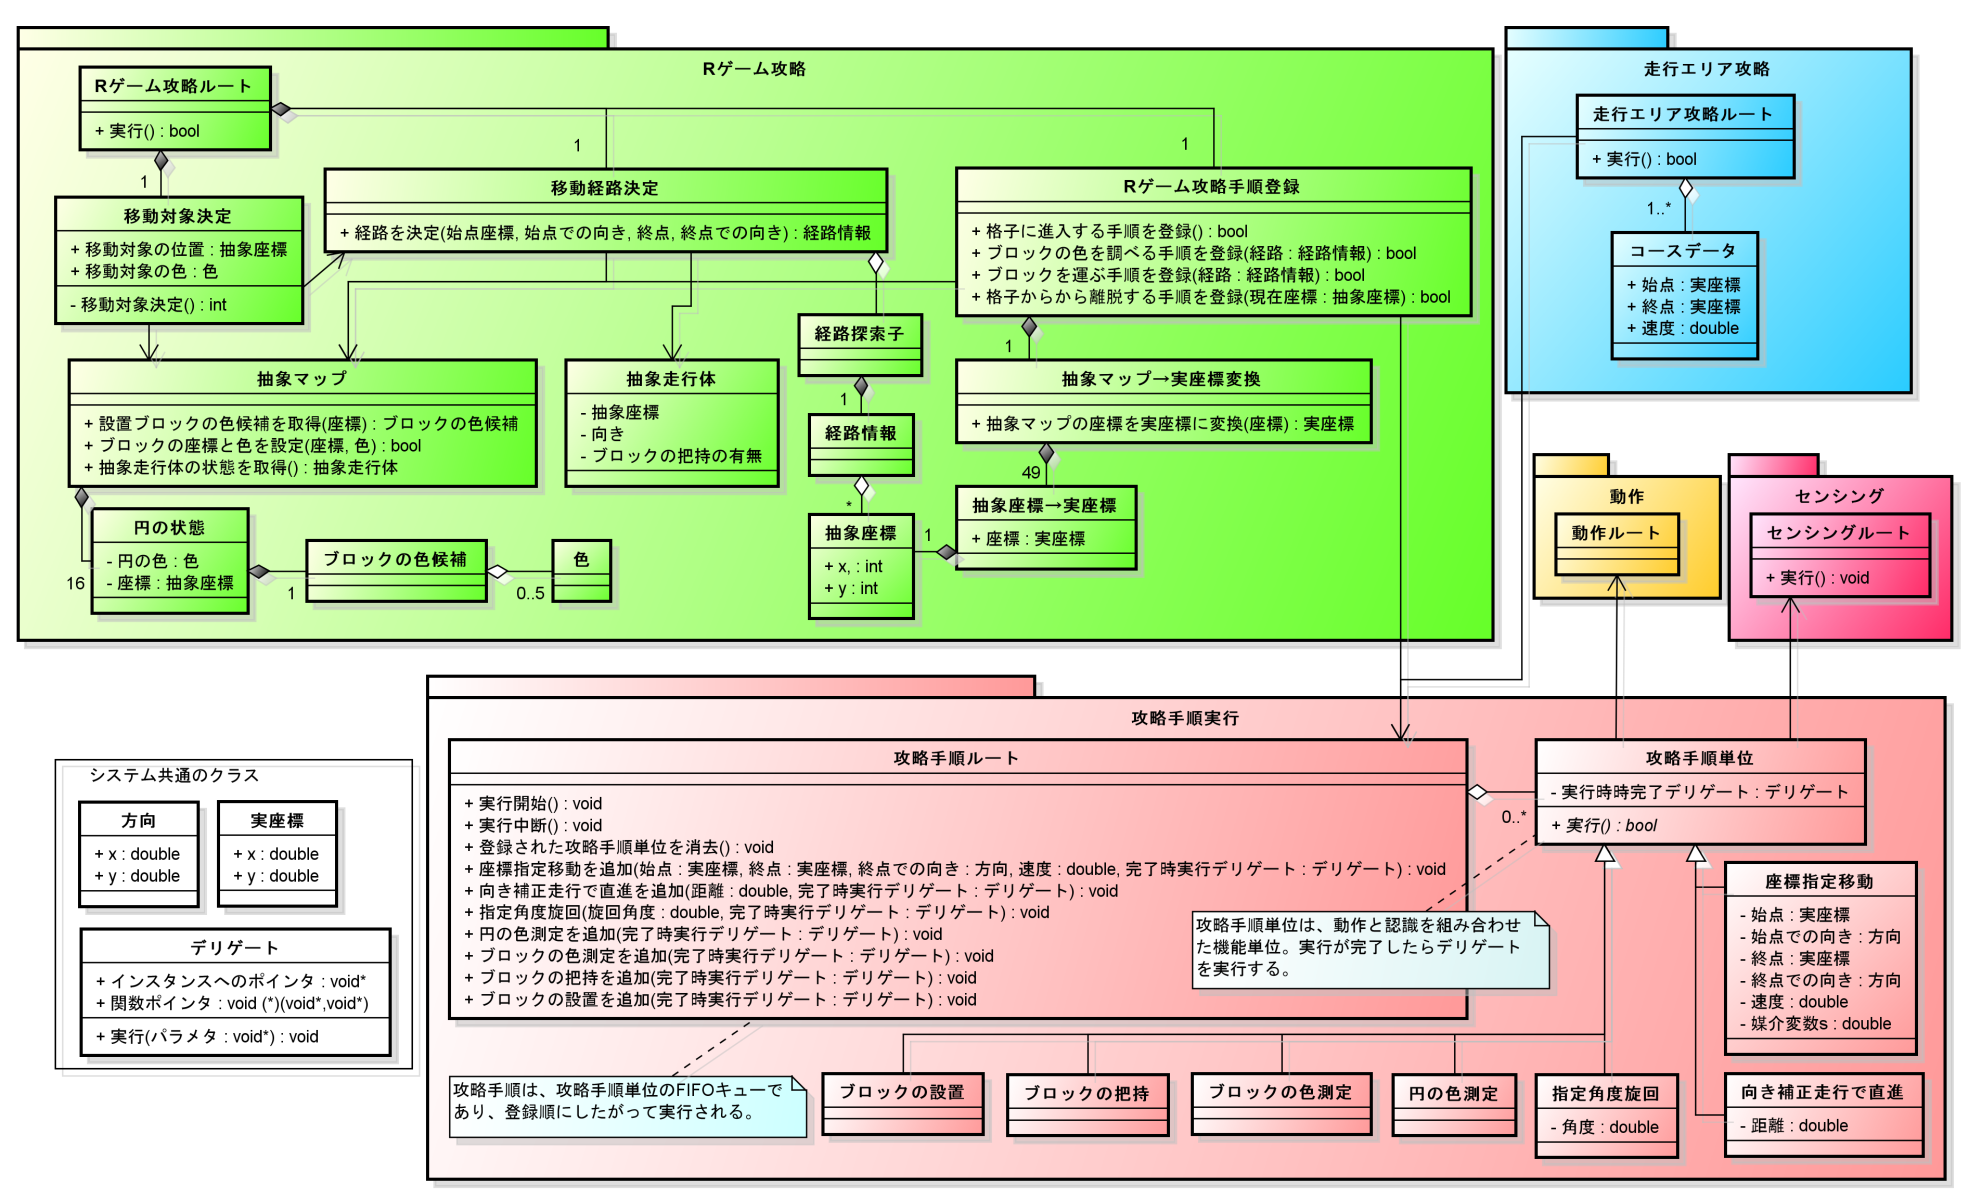 Rゲーム攻略
Rゲーム攻略ルート
+ 実行() : bool
1
1
1
移動対象決定
+ 移動対象の位置 : 抽象座標
+ 移動対象の色 : 色
- 移動対象決定() : int
移動経路決定
+ 経路を決定(始点座標, 始点での向き, 終点, 終点での向き) : 経路情報
Rゲーム攻略手順登録
+ 格子に進入する手順を登録() : bool
+ ブロックの色を調べる手順を登録(経路 : 経路情報) : bool
+ ブロックを運ぶ手順を登録(経路 : 経路情報) : bool
+ 格子からから離脱する手順を登録(現在座標 : 抽象座標) : bool
抽象マップ
+ 設置ブロックの色候補を取得(座標) : ブロックの色候補
+ ブロックの座標と色を設定(座標, 色) : bool
+ 抽象走行体の状態を取得() : 抽象走行体
抽象走行体
- 抽象座標
- 向き
- ブロックの把持の有無
経路探索子
1
経路情報
*
抽象座標
+ x, : int
+ y : int
1
抽象マップ→実座標変換
+ 抽象マップの座標を実座標に変換(座標) : 実座標
49
抽象座標→実座標
+ 座標 : 実座標
1
円の状態
- 円の色 : 色
- 座標 : 抽象座標
16
1
ブロックの色候補
0..5
色
走行エリア攻略
走行エリア攻略ルート
+ 実行() : bool
1..*
コースデータ
+ 始点 : 実座標
+ 終点 : 実座標
+ 速度 : double
動作
動作ルート
センシング
センシングルート
+ 実行() : void
攻略手順実行
攻略手順ルート
+ 実行開始() : void
+ 実行中断() : void
+ 登録された攻略手順単位を消去() : void
+ 座標指定移動を追加(始点 : 実座標, 終点 : 実座標, 終点での向き : 方向, 速度 : double, 完了時実行デリゲート : デリゲート) : void
+ 向き補正走行で直進を追加(距離 : double, 完了時実行デリゲート : デリゲート) : void
+ 指定角度旋回(旋回角度 : double, 完了時実行デリゲート : デリゲート) : void
+ 円の色測定を追加(完了時実行デリゲート : デリゲート) : void
+ ブロックの色測定を追加(完了時実行デリゲート : デリゲート) : void
+ ブロックの把持を追加(完了時実行デリゲート : デリゲート) : void
+ ブロックの設置を追加(完了時実行デリゲート : デリゲート) : void
0..*
攻略手順単位
- 実行時時完了デリゲート : デリゲート
+ 実行() : bool
攻略手順単位は、動作と認識を組み合わせ
た機能単位。実行が完了したらデリゲート
を実行する。
攻略手順は、攻略手順単位のFIFOキューで
あり、登録順にしたがって実行される。
座標指定移動
- 始点 : 実座標
- 始点での向き : 方向
- 終点 : 実座標
- 終点での向き : 方向
- 速度 : double
- 媒介変数s : double
ブロックの設置
ブロックの把持
ブロックの色測定
円の色測定
指定角度旋回
- 角度 : double
向き補正走行で直進
- 距離 : double
システム共通のクラス
方向
+ x : double
+ y : double
実座標
+ x : double
+ y : double
デリゲート
+ インスタンスへのポインタ : void*
+ 関数ポインタ : void (*)(void*,void*)
+ 実行(パラメタ : void*) : void